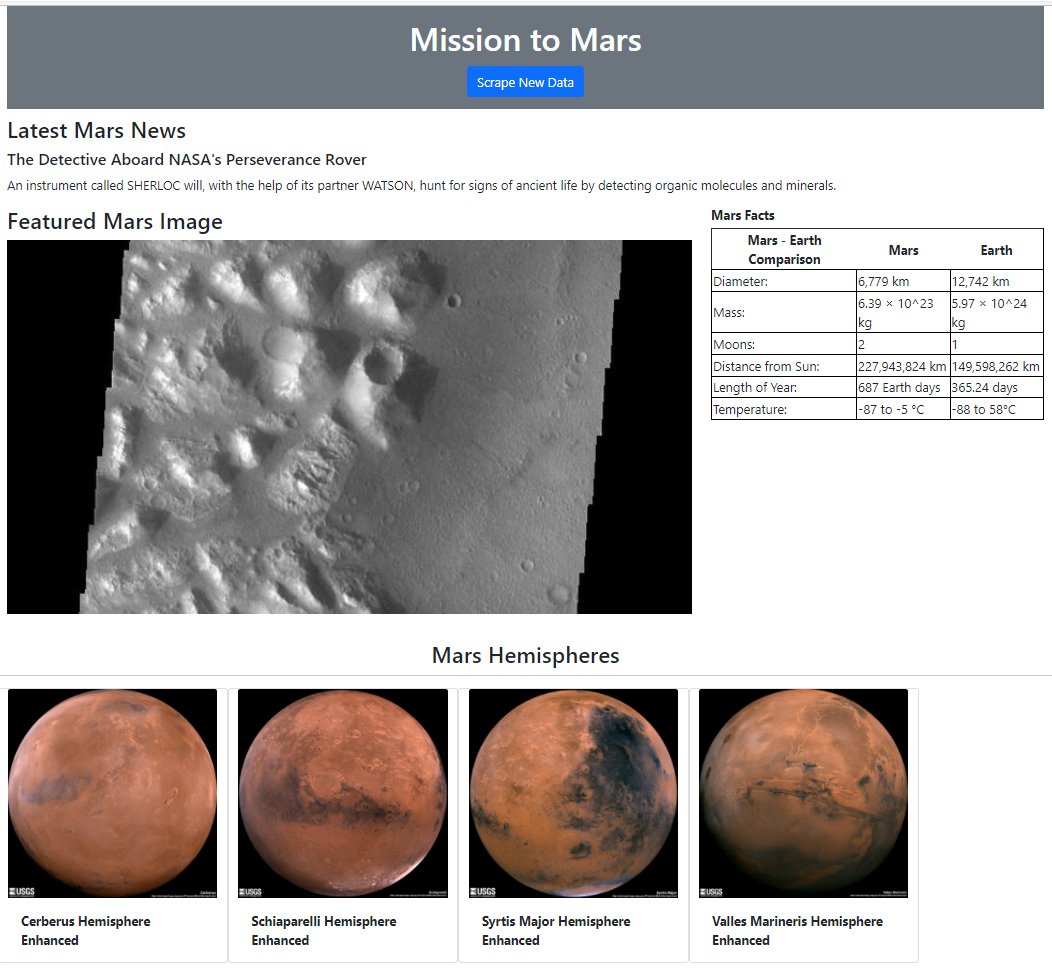 Mission to Mars
Scrape New Data
Latest Mars News
The Detective Aboard NASA's Perseverance Rover
An instrument called SHERLOC will, with the help of its partner WATSON, hunt for signs of ancient life by detecting organic molecules and minerals.
Featured Mars Image
Mars Facts
Mars - Earth
Comparison
Mars
Earth
Diameter:
6,779 km
12,742 km
Mass:
6.39 × 10^23
kg
5.97 × 10^24
kg
Moons:
2
1
Distance from Sun:
227,943,824 km
149,598,262 km
Length of Year:
687 Earth days
365.24 days
Temperature:
-87 to -5 °C
-88 to 58°C
Mars Hemispheres
USGS
Cerberus
USGS
Schiaparelli
USGS
Syrtis Major
USGS
Valles Marineris
Cerberus Hemisphere
Enhanced
Schiaparelli Hemisphere
Enhanced
Syrtis Major Hemisphere
Enhanced
Valles Marineris Hemisphere
Enhanced